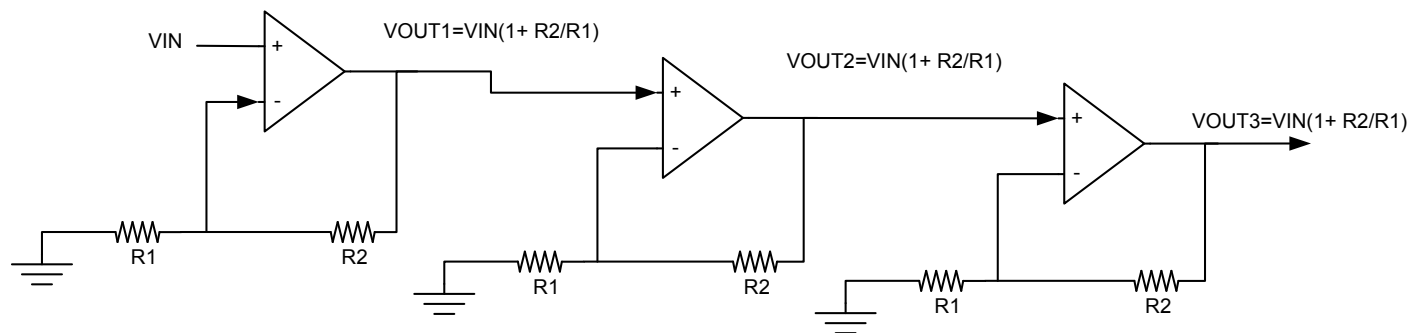 VIN
+
-
VOUT1=VIN(1+ R2/R1)
R1
R2
+
-
VOUT2=VIN(1+ R2/R1)
R1
R2
+
-
VOUT3=VIN(1+ R2/R1)
R1
R2